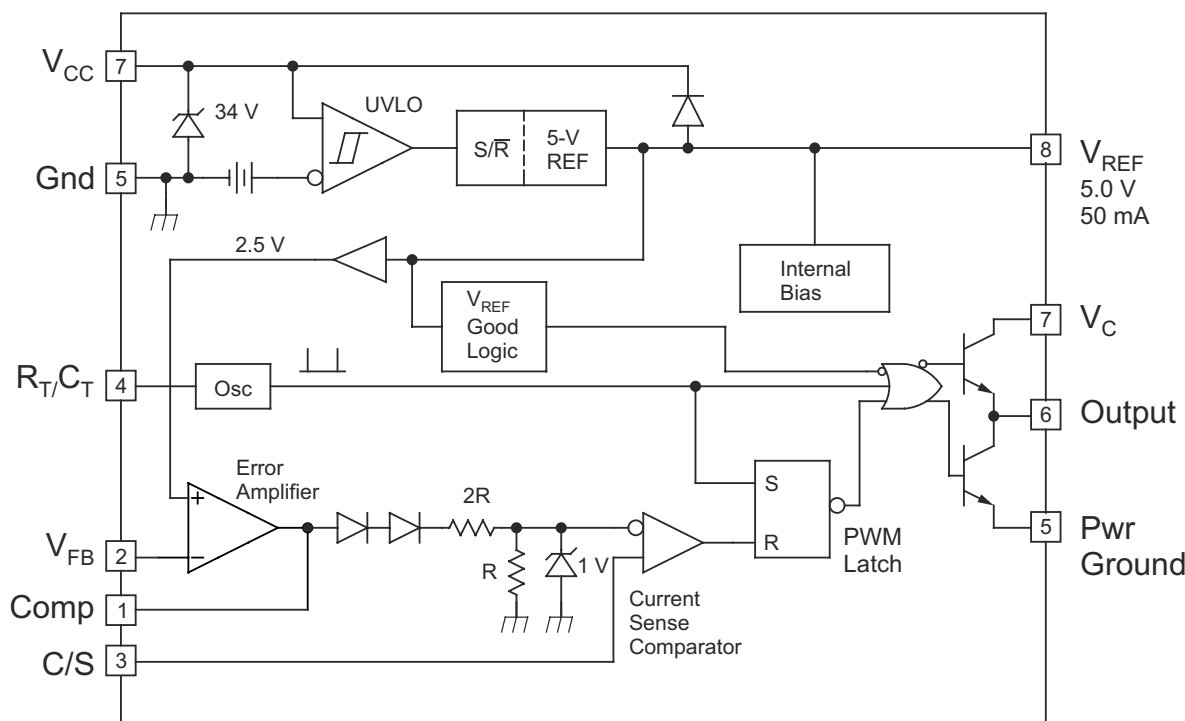 VCC
7
34 V
UVLO
S/R̅
5-V
REF
8
VREF
5.0 V
50 mA
Gnd
5
2.5 V
VREF
Good
Logic
Internal
Bias
7
VC
RT/CT
4
Osc
6
Output
Error
Amplifier
+
−
2R
R
1 V
S
R
PWM
Latch
5
Pwr
Ground
VFB
2
Comp
1
C/S
3
Current
Sense
Comparator